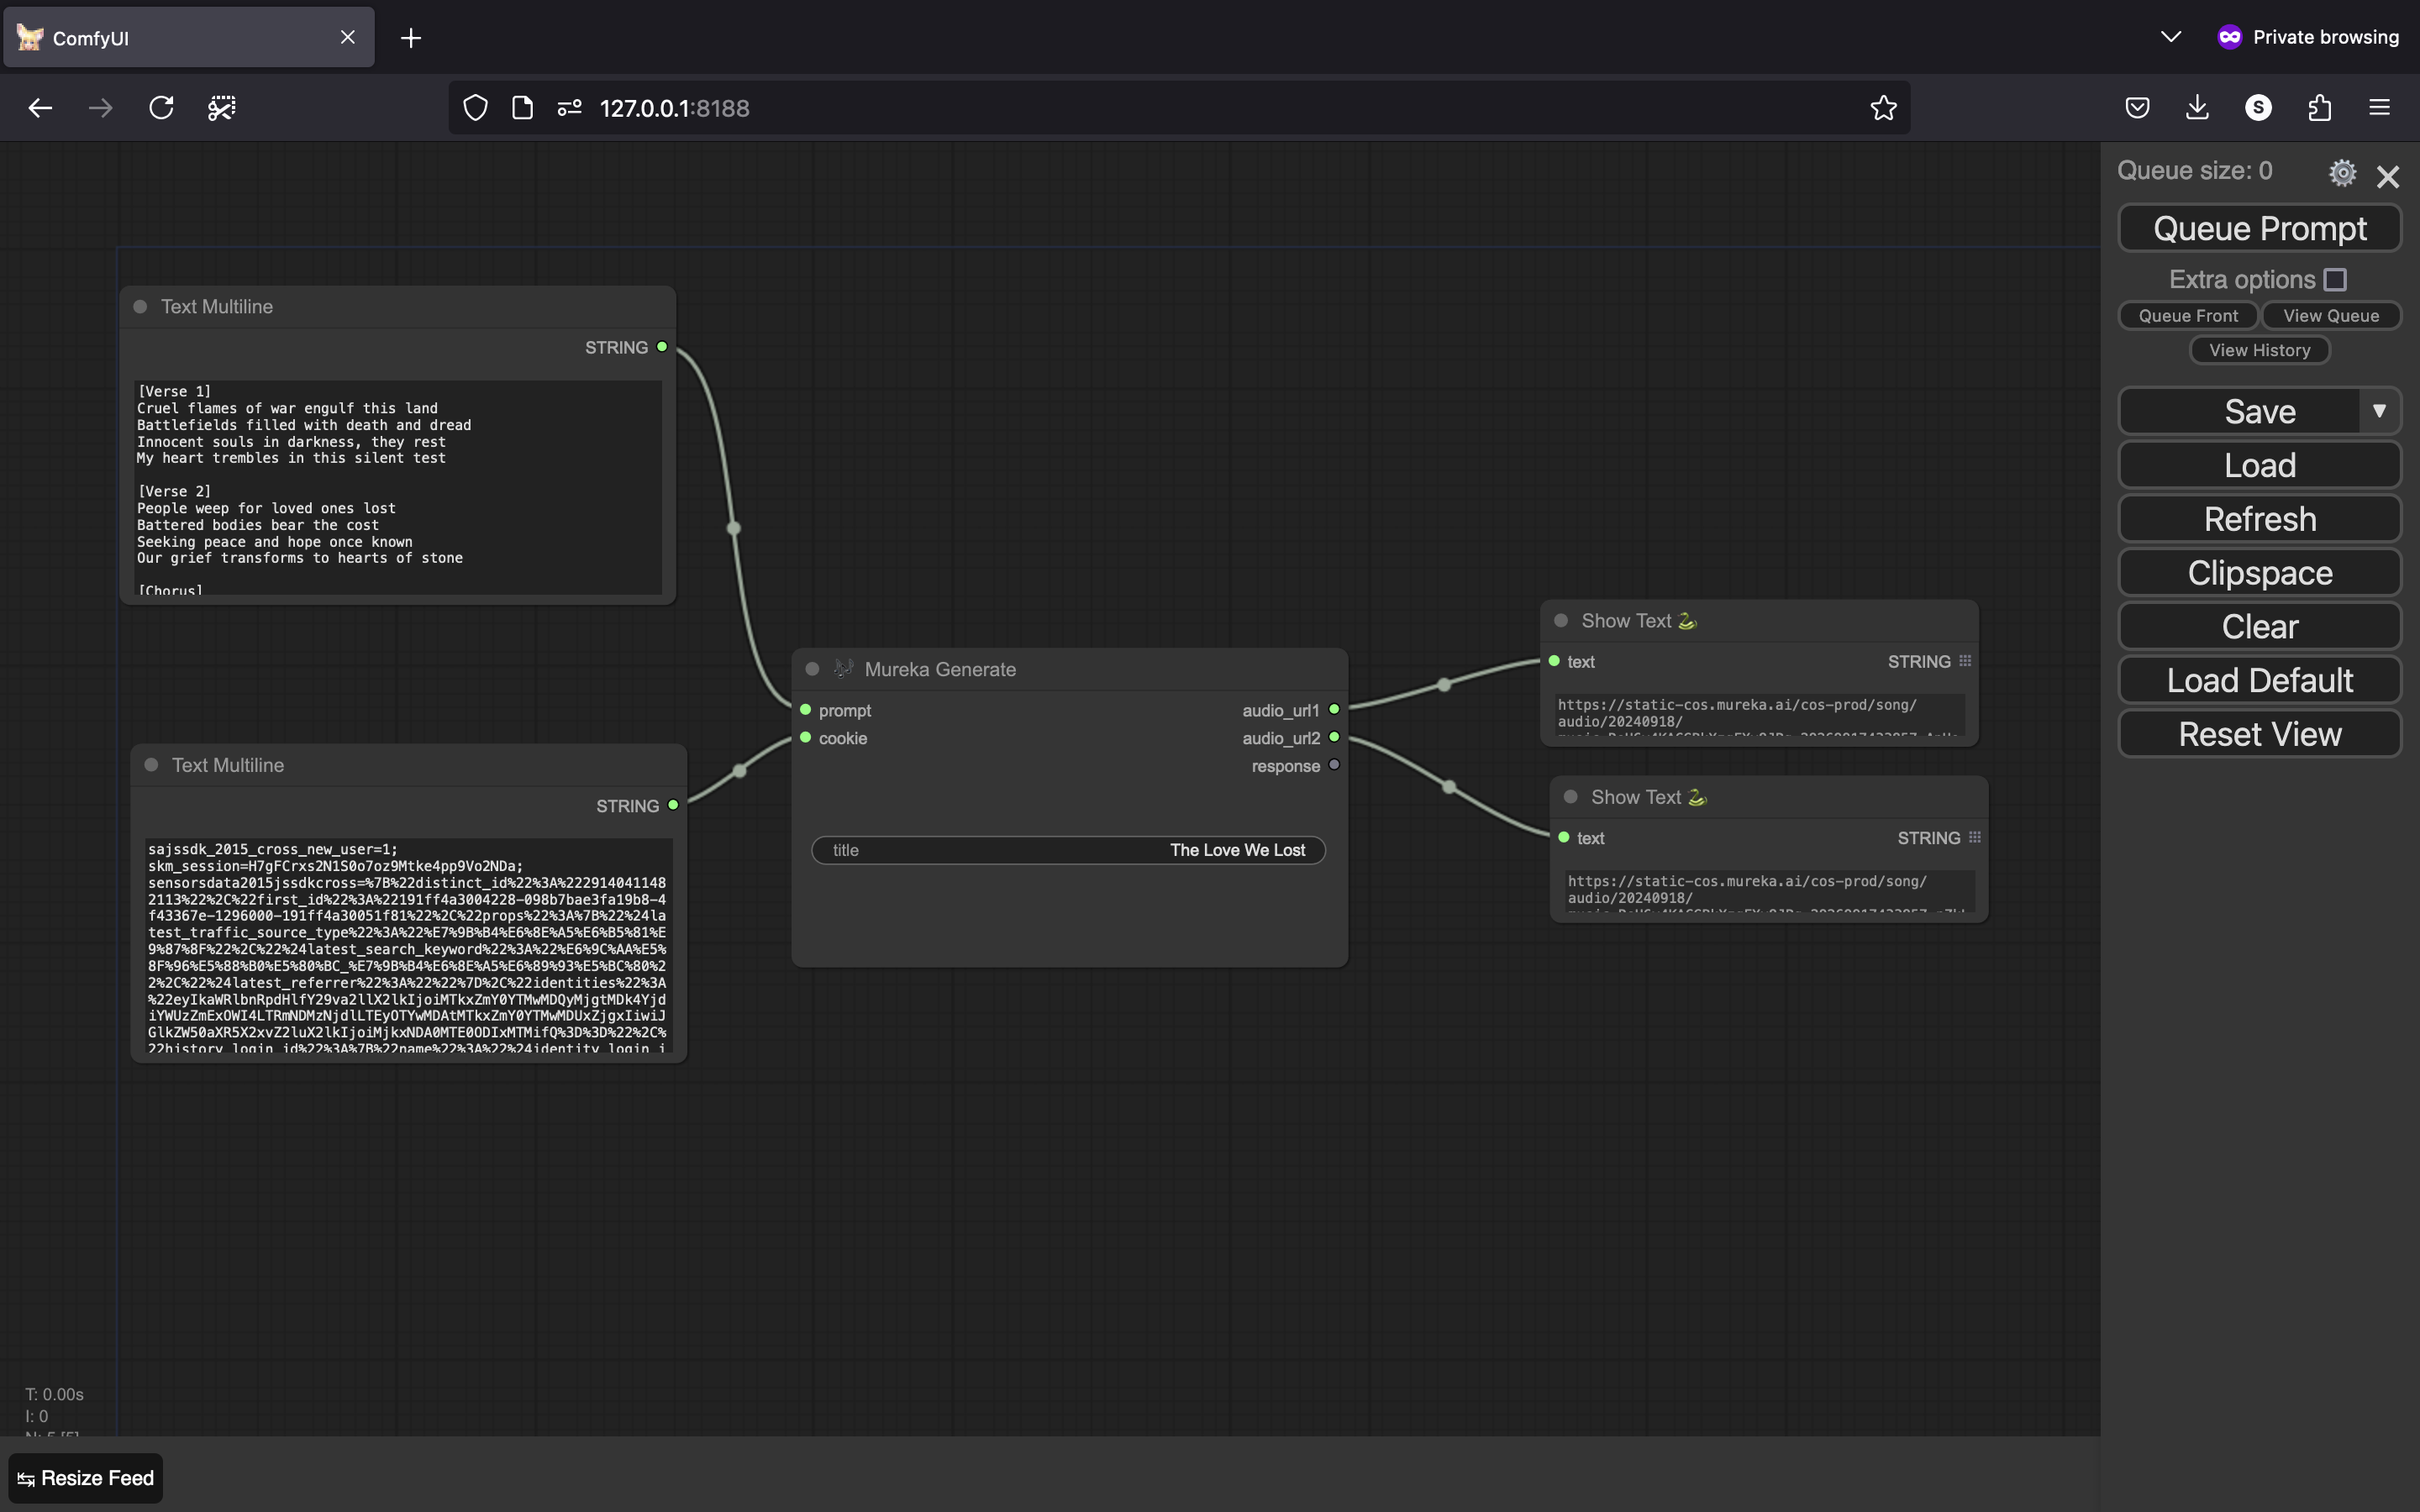 ComfyUI
Private browsing
127.0.0.1:8188
Queue size: 0
Queue Prompt
Extra options
Queue Front
View Queue
View History
Save
Load
Refresh
Clipspace
Clear
Load Default
Reset View
Text Multiline
STRING
[Verse 1]
Cruel flames of war engulf this land
Battlefields filled with death and dread
Innocent souls in darkness, they rest
My heart trembles in this silent test
[Verse 2]
People weep for loved ones lost
Battered bodies bear the cost
Seeking peace and hope once known
Our grief transforms to hearts of stone
[Chorus]
Text Multiline
STRING
sajssdk_2015_cross_new_user=1;
skm_session=H7gFCrxs2N1S0o7oz9Mtke4pp9Vo2NDa;
sensorsdata2015jssdkcross=%7B%22distinct_id%22%3A%222914041148
2113%22%2C%22first_id%22%3A%22191ff4a3004228-098b7bae3fa19b8-4
f43367e-1296000-191ff4a30051f81%22%2C%22props%22%3A%7B%22%24la
test_traffic_source_type%22%3A%22%E7%9B%B4%E6%8E%A5%E6%B5%81%E
9%87%8F%22%2C%22%24latest_search_keyword%22%3A%22%E6%9C%AA%E5%
8F%96%E5%88%B0%E5%80%BC_%E7%9B%B4%E6%8E%A5%E6%89%93%E5%BC%80%2
2%2C%22%24latest_referrer%22%3A%22%22%7D%2C%22identities%22%3A
%22eyIkaWRlbnRpdHlfY29va2llX2lkIjoiMTkxZmY0YTMwMDQyMjgtMDk4Yjd
iYWUzZmExOWI4LTRmNDMzNjdlLTEyOTYwMDAtMTkxZmY0YTMwMDUxZjgxIiwiJ
GlkZW50aXR5X2xvZ2luX2lkIjoiMjkxNDA0MTE0ODIxMTMifQ%3D%3D%22%2C%
22history_login_id%22%3A%7B%22name%22%3A%22%24identity_login_i
Mureka Generate
prompt
cookie
audio_url1
audio_url2
response
title
The Love We Lost
Show Text
text
STRING
https://static-cos.mureka.ai/cos-prod/song/
audio/20240918/
Show Text
text
STRING
https://static-cos.mureka.ai/cos-prod/song/
audio/20240918/
T: 0.00s
I: 0
Resize Feed